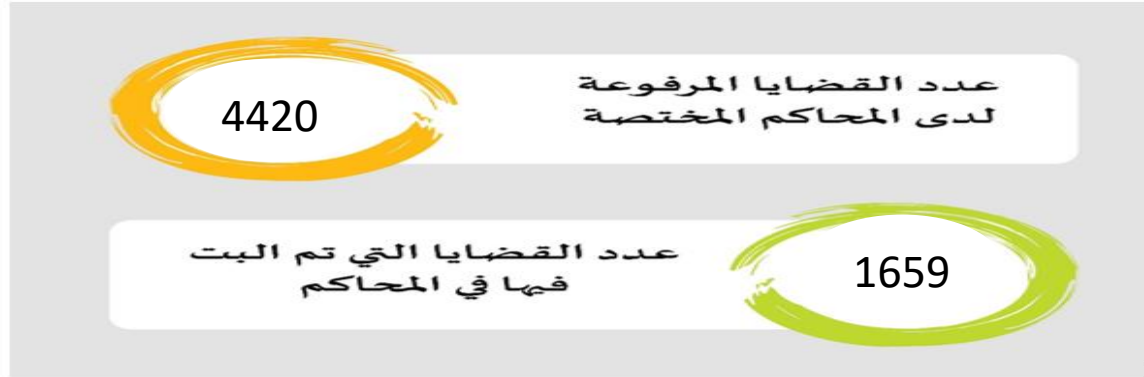 عدد القضايا المرفوعة
لدى المحاكم المختصة
4420
عدد القضايا التي تم البت
فيها في المحاكم
1659